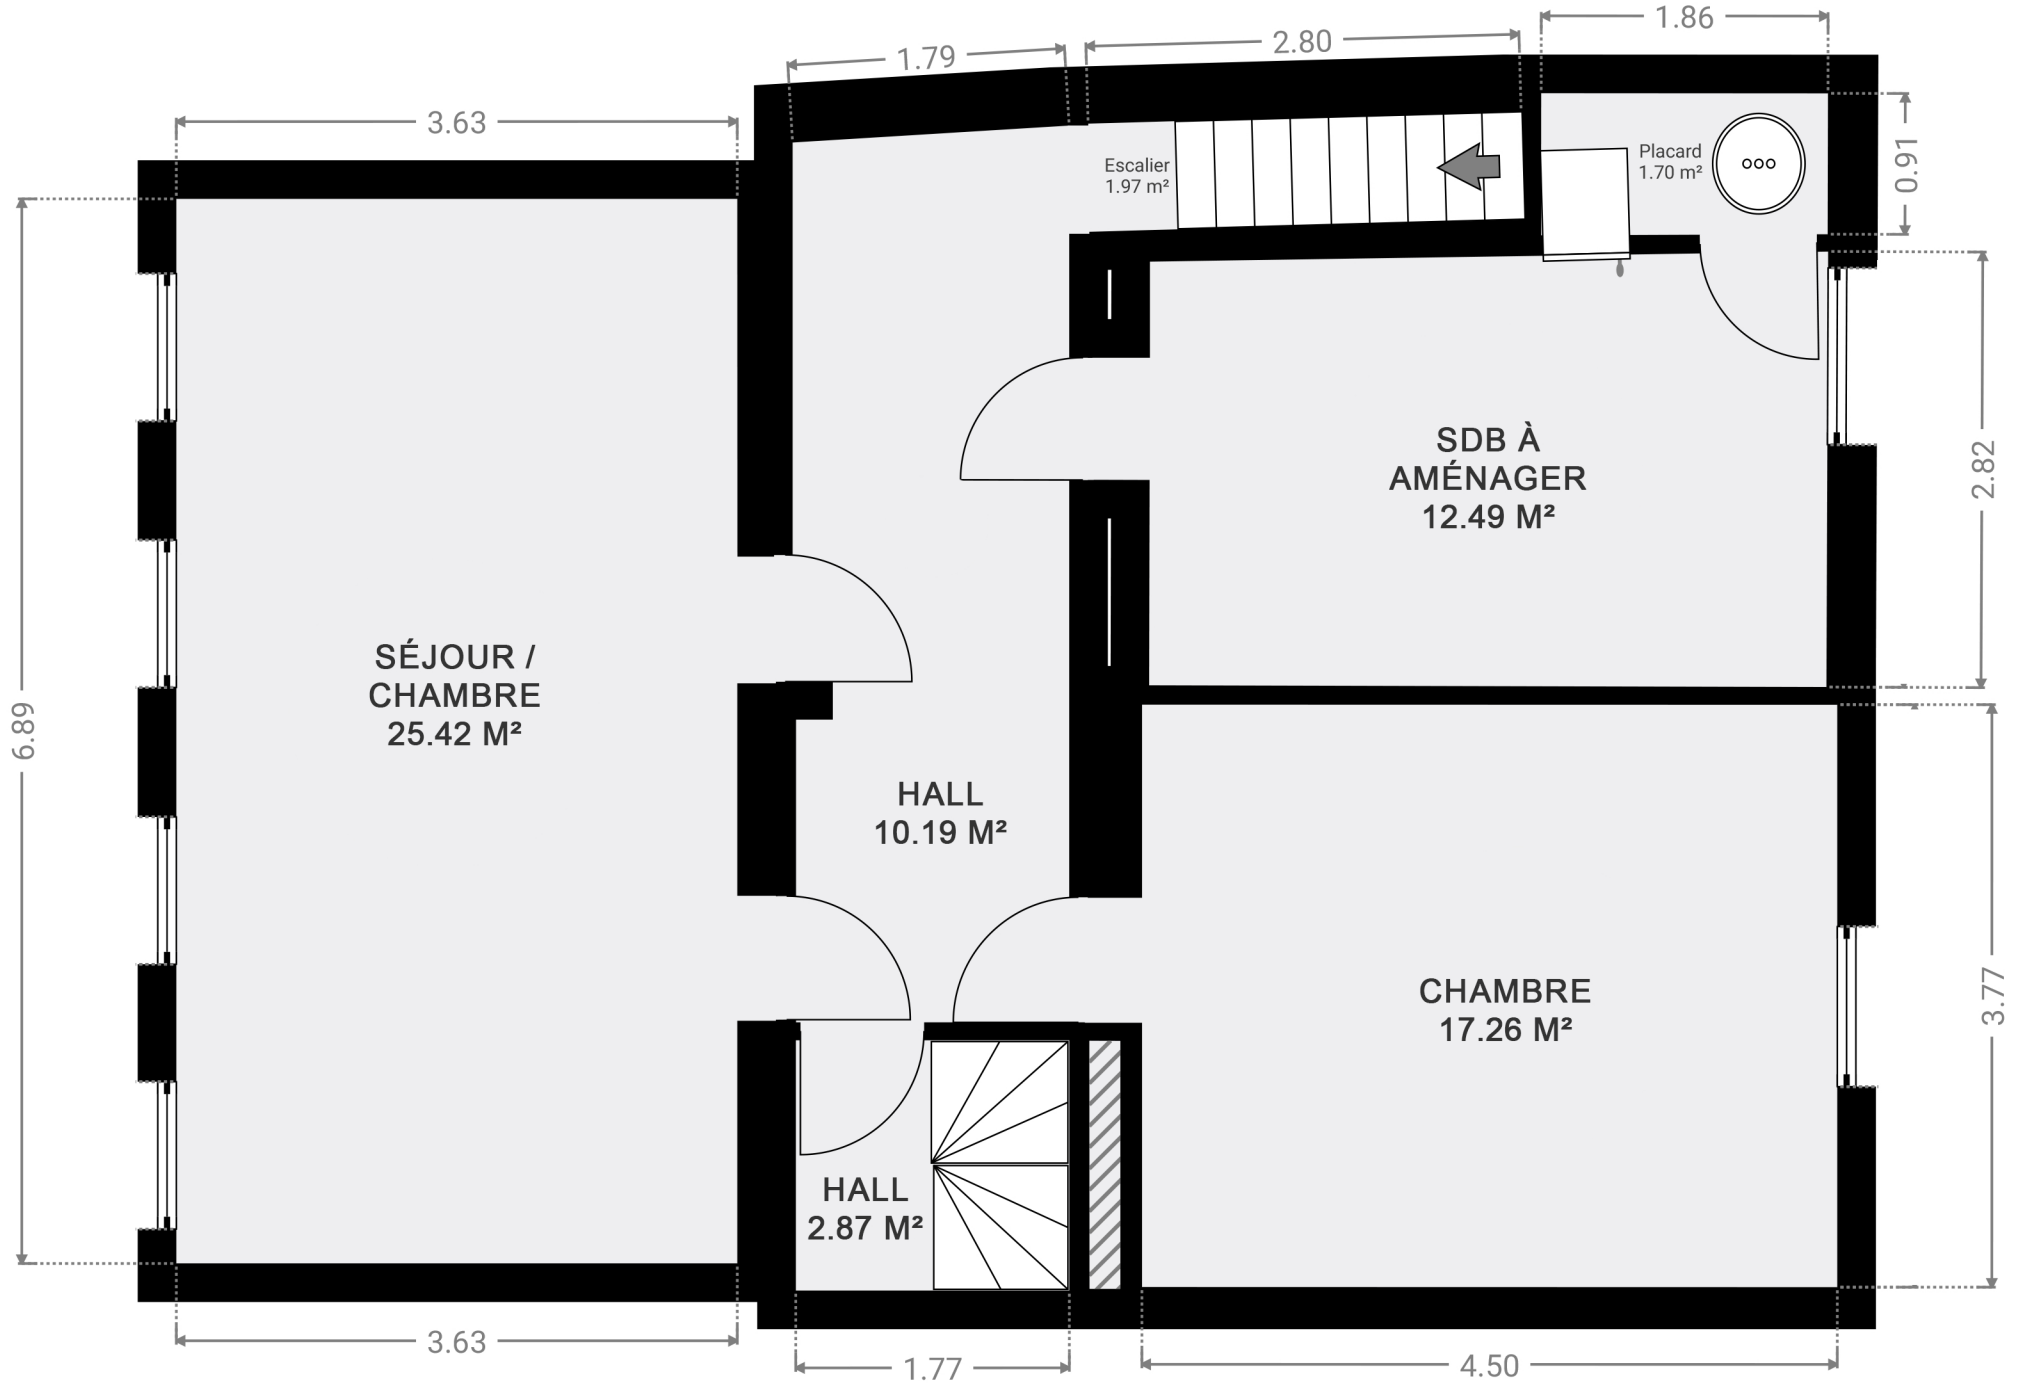 1.86
1.79
2.80
3.63
Escalier
1.97 m²
Placard
1.70 m²
0.91
SDB À
AMÉNAGER
12.49 M²
2.82
SÉJOUR /
CHAMBRE
25.42 M²
6.89
HALL
10.19 M²
CHAMBRE
17.26 M²
3.77
HALL
2.87 M²
3.63
1.77
4.50